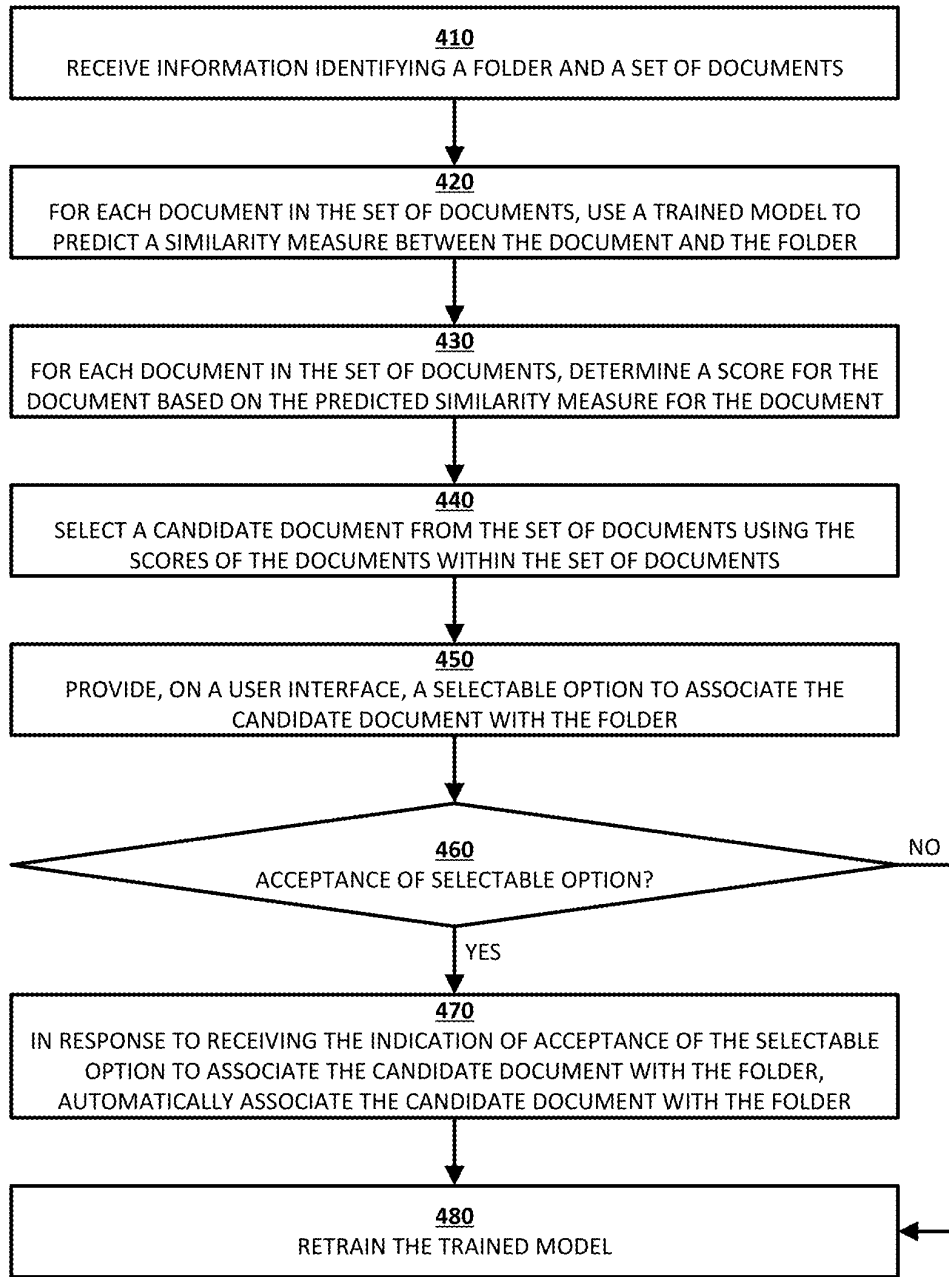 410
RECEIVE INFORMATION IDENTIFYING A FOLDER AND A SET OF DOCUMENTS
420
FOR EACH DOCUMENT IN THE SET OF DOCUMENTS, USE A TRAINED MODEL TO
PREDICT A SIMILARITY MEASURE BETWEEN THE DOCUMENT AND THE FOLDER
430
FOR EACH DOCUMENT IN THE SET OF DOCUMENTS, DETERMINE A SCORE FOR THE
DOCUMENT BASED ON THE PREDICTED SIMILARITY MEASURE FOR THE DOCUMENT
440
SELECT A CANDIDATE DOCUMENT FROM THE SET OF DOCUMENTS USING THE
SCORES OF THE DOCUMENTS WITHIN THE SET OF DOCUMENTS
450
PROVIDE, ON A USER INTERFACE, A SELECTABLE OPTION TO ASSOCIATE THE
CANDIDATE DOCUMENT WITH THE FOLDER
460
ACCEPTANCE OF SELECTABLE OPTION?
NO
YES
470
IN RESPONSE TO RECEIVING THE INDICATION OF ACCEPTANCE OF THE SELECTABLE
OPTION TO ASSOCIATE THE CANDIDATE DOCUMENT WITH THE FOLDER,
AUTOMATICALLY ASSOCIATE THE CANDIDATE DOCUMENT WITH THE FOLDER
480
RETRAIN THE TRAINED MODEL